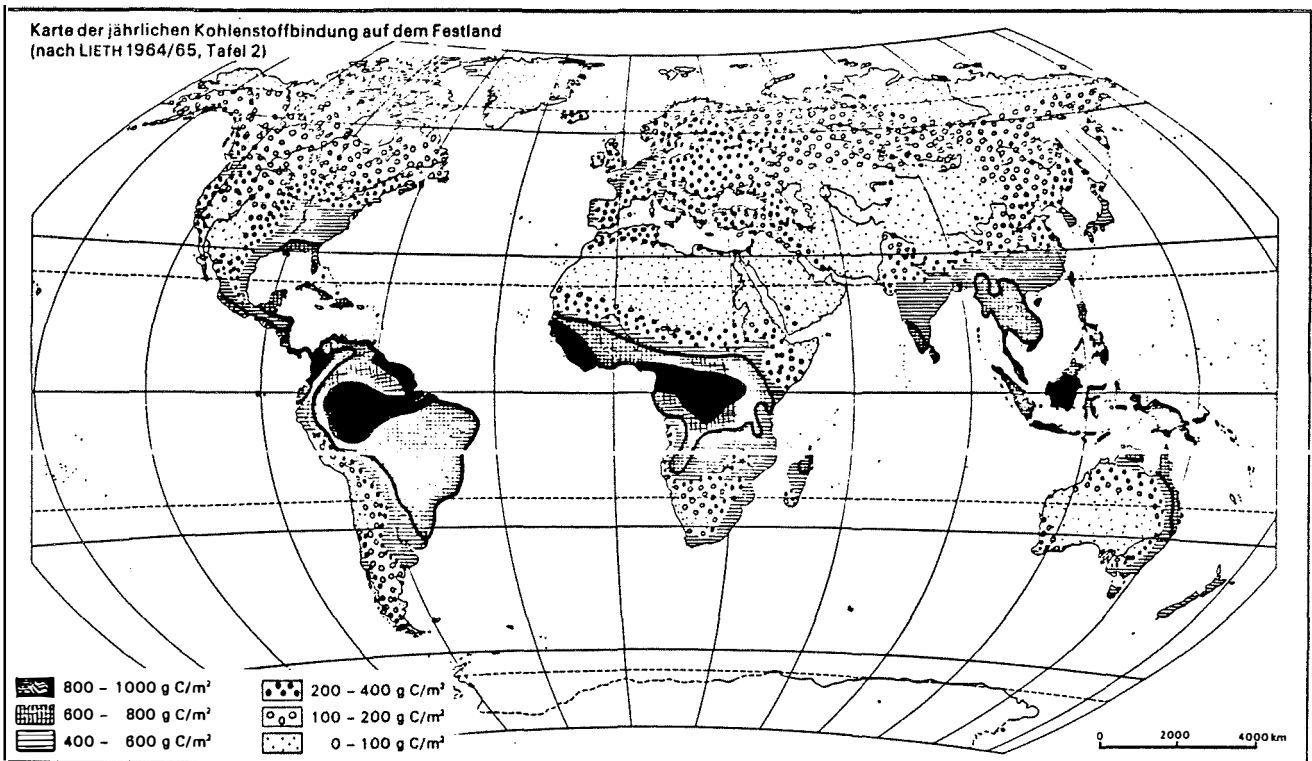 Karte der jährlichen Kohlenstoffbindung auf dem Festland
(nach LIETH 1964/65, Tafel 2)
800 – 1000 g C/m²
600 – 800 g C/m²
400 – 600 g C/m²
200 – 400 g C/m²
100 – 200 g C/m²
0 – 100 g C/m²
0 2000 4000 km